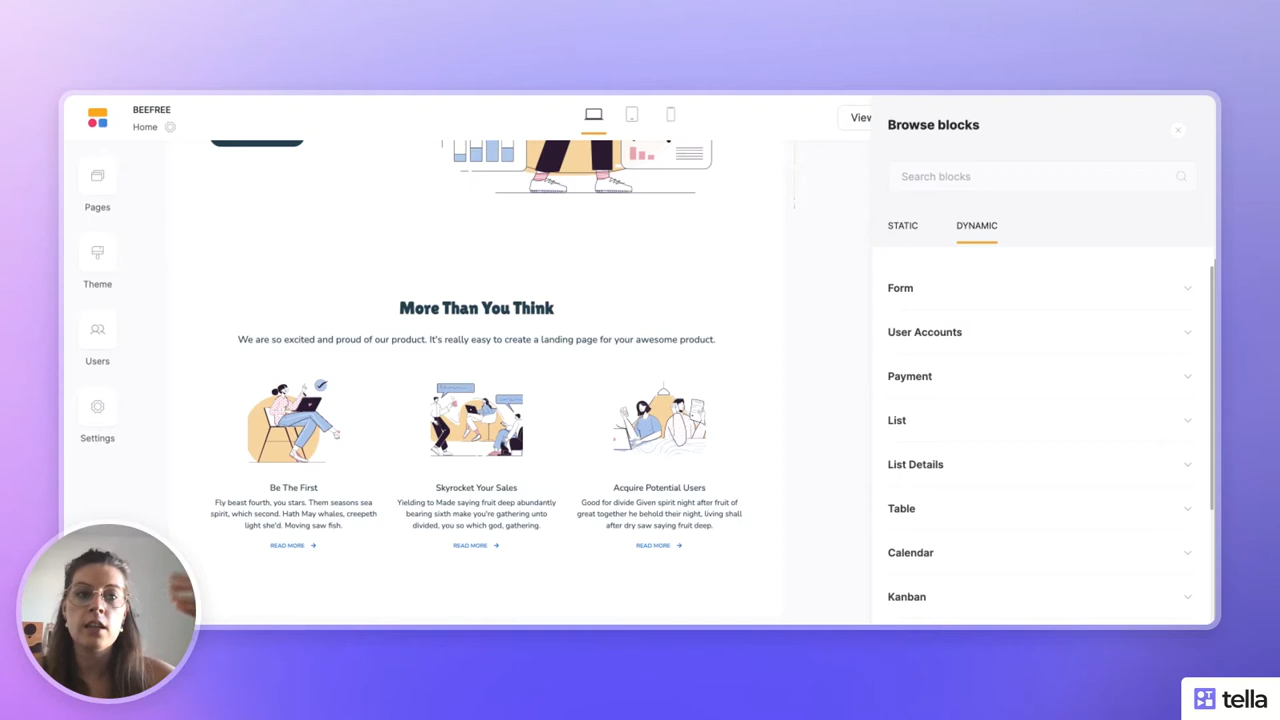 BEEFREE
Home
View
Pages
Theme
Users
Settings
More Than You Think
We are so excited and proud of our product. It's really easy to create a landing page for your awesome product.
Be The First
Fly beast fourth, you stars. Them seasons sea
spirit, which second. Hath May whales, creepeth
light she'd. Moving saw fish.
READ MORE
Skyrocket Your Sales
Yielding to Made saying fruit deep abundantly
bearing sixth make you're gathering unto
divided, you so which god, gathering.
READ MORE
Acquire Potential Users
Good for divide Given spirit night after fruit of
great together he behold their night, living shall
after dry saw saying fruit deep.
READ MORE
Browse blocks
Search blocks
STATIC
DYNAMIC
Form
User Accounts
Payment
List
List Details
Table
Calendar
Kanban
tella